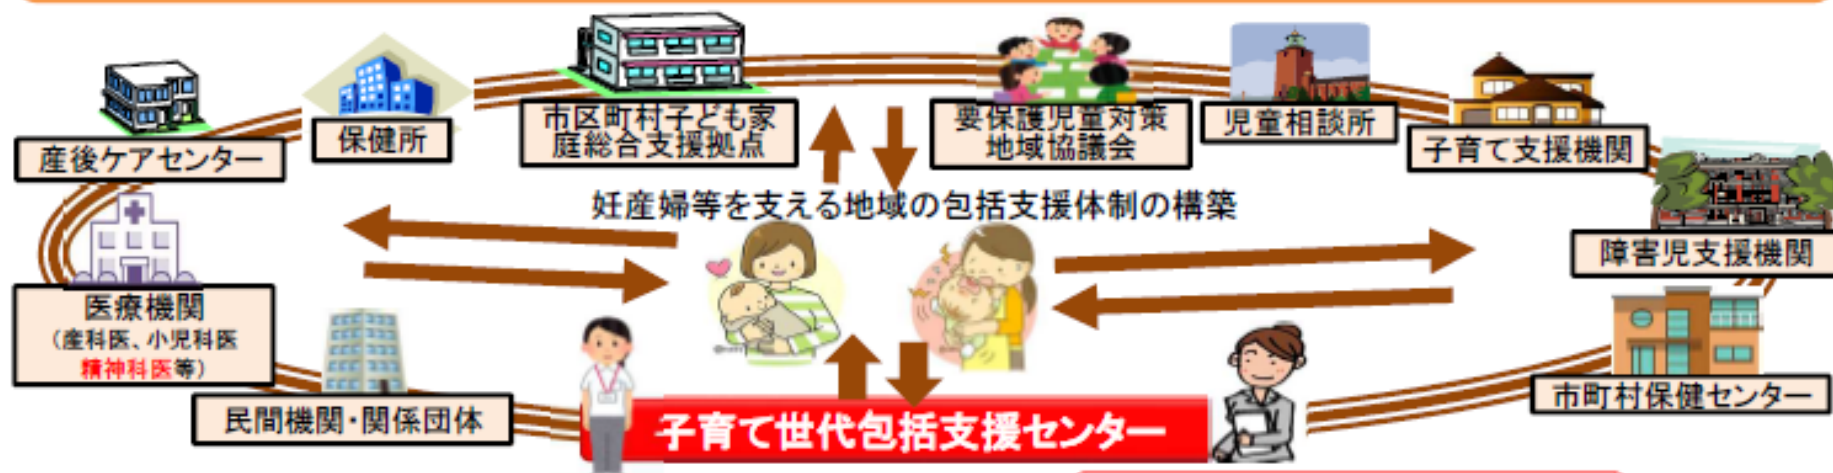 産後ケアセンター
保健所
市区町村子ども家
庭総合支援拠点
要保護児童対策
地域協議会
児童相談所
子育て支援機関
妊産婦等を支える地域の包括支援体制の構築
障害児支援機関
医療機関
（産科医、小児科医
精神科医等）
民間機関・関係団体
市町村保健センター
子育て世代包括支援センター